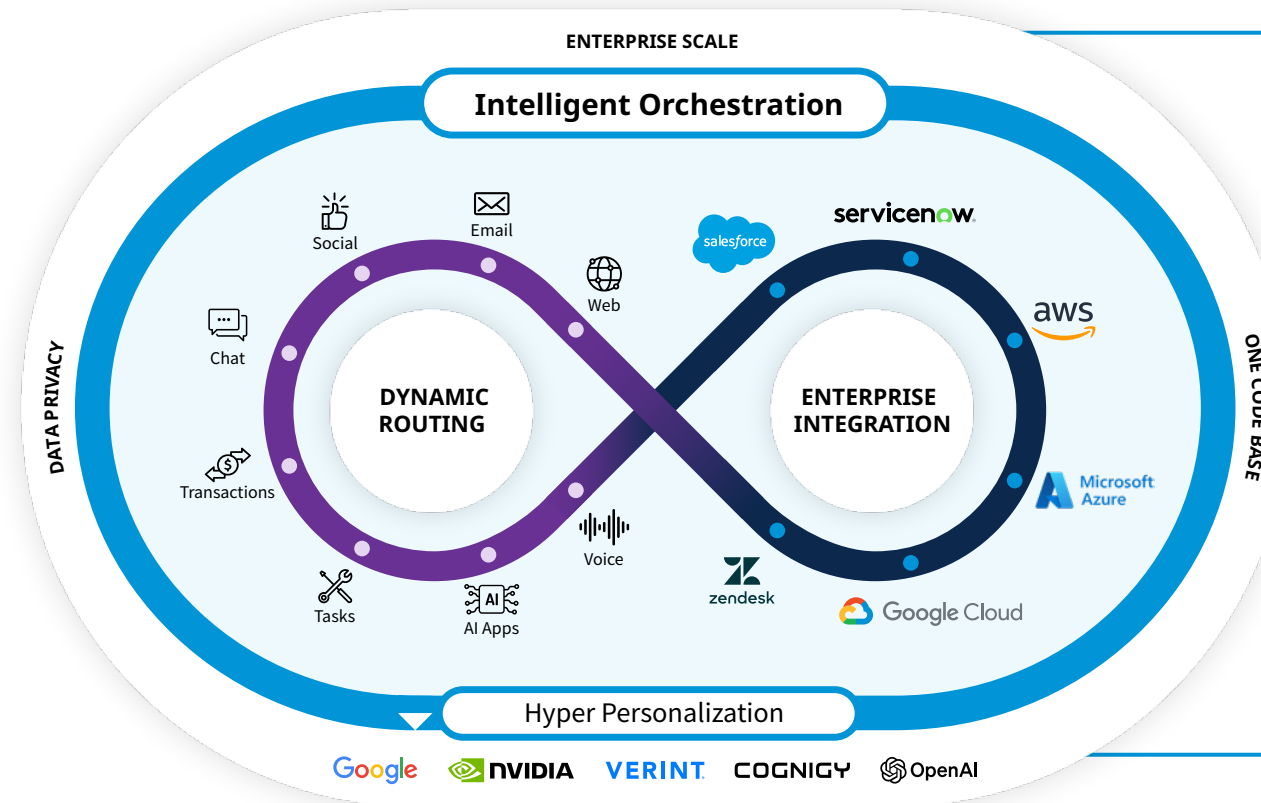 ENTERPRISE SCALE
Intelligent Orchestration
Social
Email
Web
salesforce
servicenow
aws
Chat
DATA PRIVACY
DYNAMIC
ROUTING
ENTERPRISE
INTEGRATION
ONE CODE BASE
Transactions
Microsoft
Azure
Voice
zendesk
Tasks
AI
AI Apps
Google Cloud
Hyper Personalization
Google
NVIDIA
VERINT
COGNIGY
OpenAI